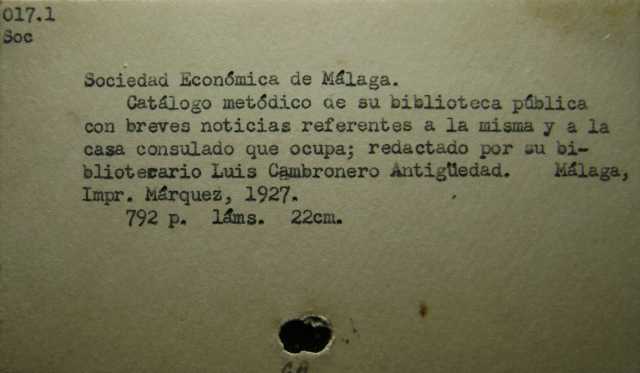 017.1
Soc
Sociedad Económica de Málaga.
Catálogo metódico de su biblioteca pública
con breves noticias referentes a la misma y a la
casa consulado que ocupa; redactado por su bi-
bliotecario Luis Cambronero Antigüedad. Málaga,
Impr. Márquez, 1927.
792 p. láms. 22cm.